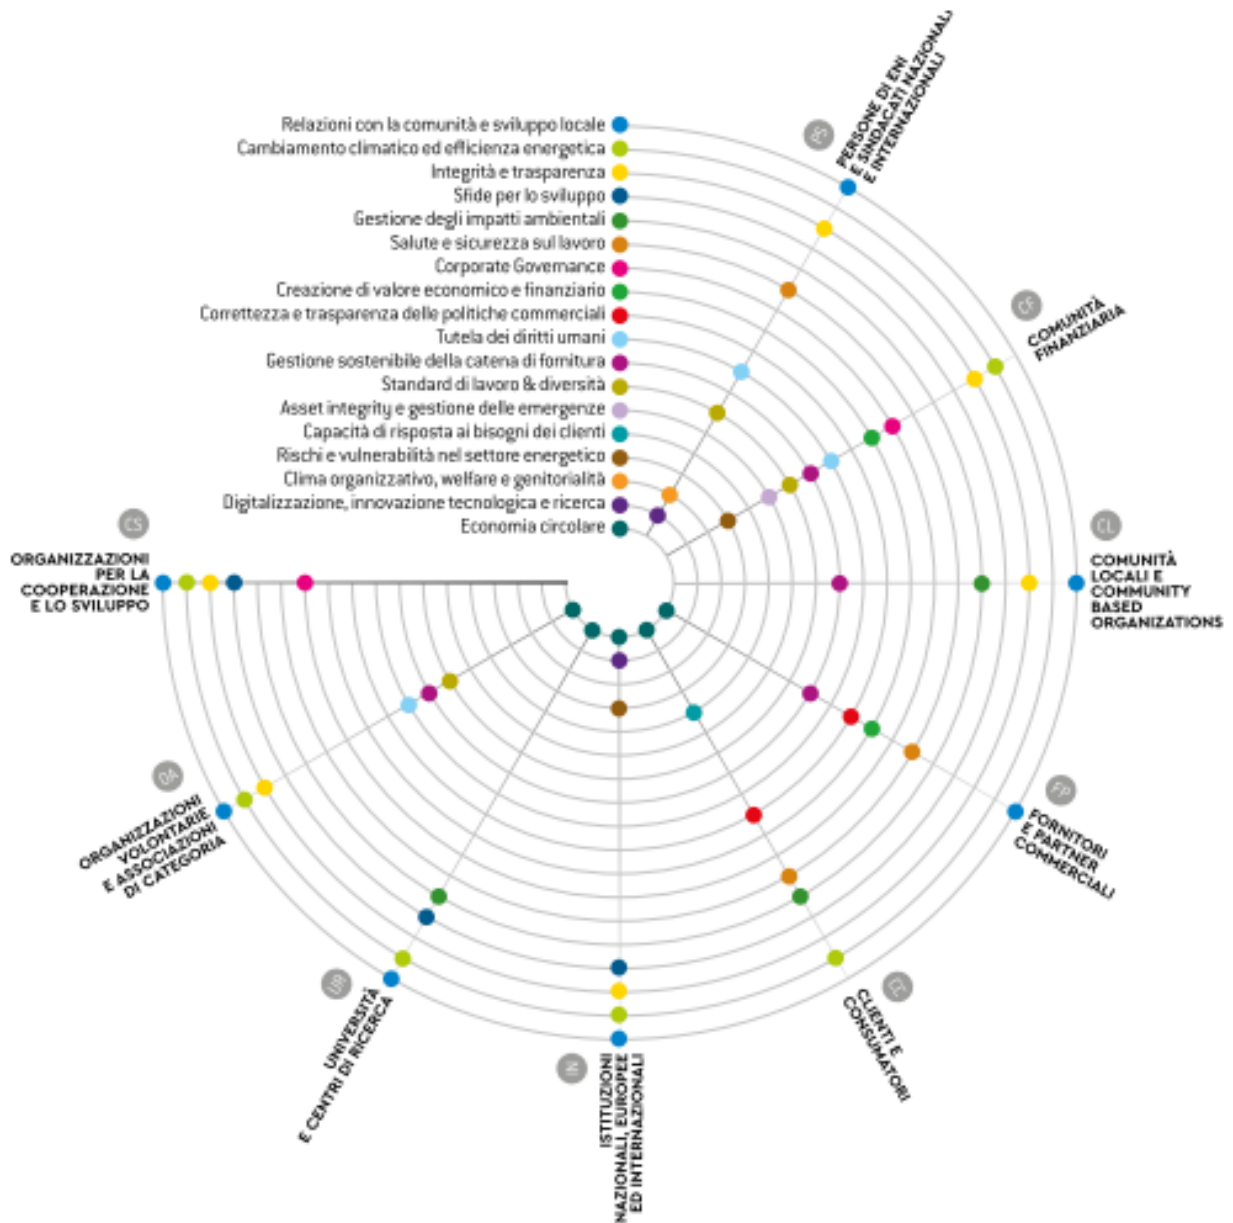 Relazioni con la comunità e sviluppo locale
Cambiamento climatico ed efficienza energetica
Integrità e trasparenza
Sfide per lo sviluppo
Gestione degli impatti ambientali
Salute e sicurezza sul lavoro
Corporate Governance
Creazione di valore economico e finanziario
Correttezza e trasparenza delle politiche commerciali
Tutela dei diritti umani
Gestione sostenibile della catena di fornitura
Standard di lavoro & diversità
Asset integrity e gestione delle emergenze
Capacità di risposta ai bisogni dei clienti
Rischi e vulnerabilità nel settore energetico
Clima organizzativo, welfare e genitorialità
Digitalizzazione, innovazione tecnologica e ricerca
Economia circolare
PERSONE DI ENI
E SINDACATI NAZIONALI
E INTERNAZIONALI
CF
COMUNITÀ
FINANZIARIA
CL
COMUNITÀ
LOCALI E
COMMUNITY
BASED
ORGANIZATIONS
FP
FORNITORI
E PARTNER
COMMERCIALI
CC
CLIENTI E
CONSUMATORI
IN
ISTITUZIONI
NAZIONALI, EUROPEE
ED INTERNAZIONALI
UR
UNIVERSITÀ
E CENTRI DI RICERCA
OA
ORGANIZZAZIONI
VOLONTARIE
E ASSOCIAZIONI
DI CATEGORIA
CS
ORGANIZZAZIONI
PER LA
COOPERAZIONE
E LO SVILUPPO